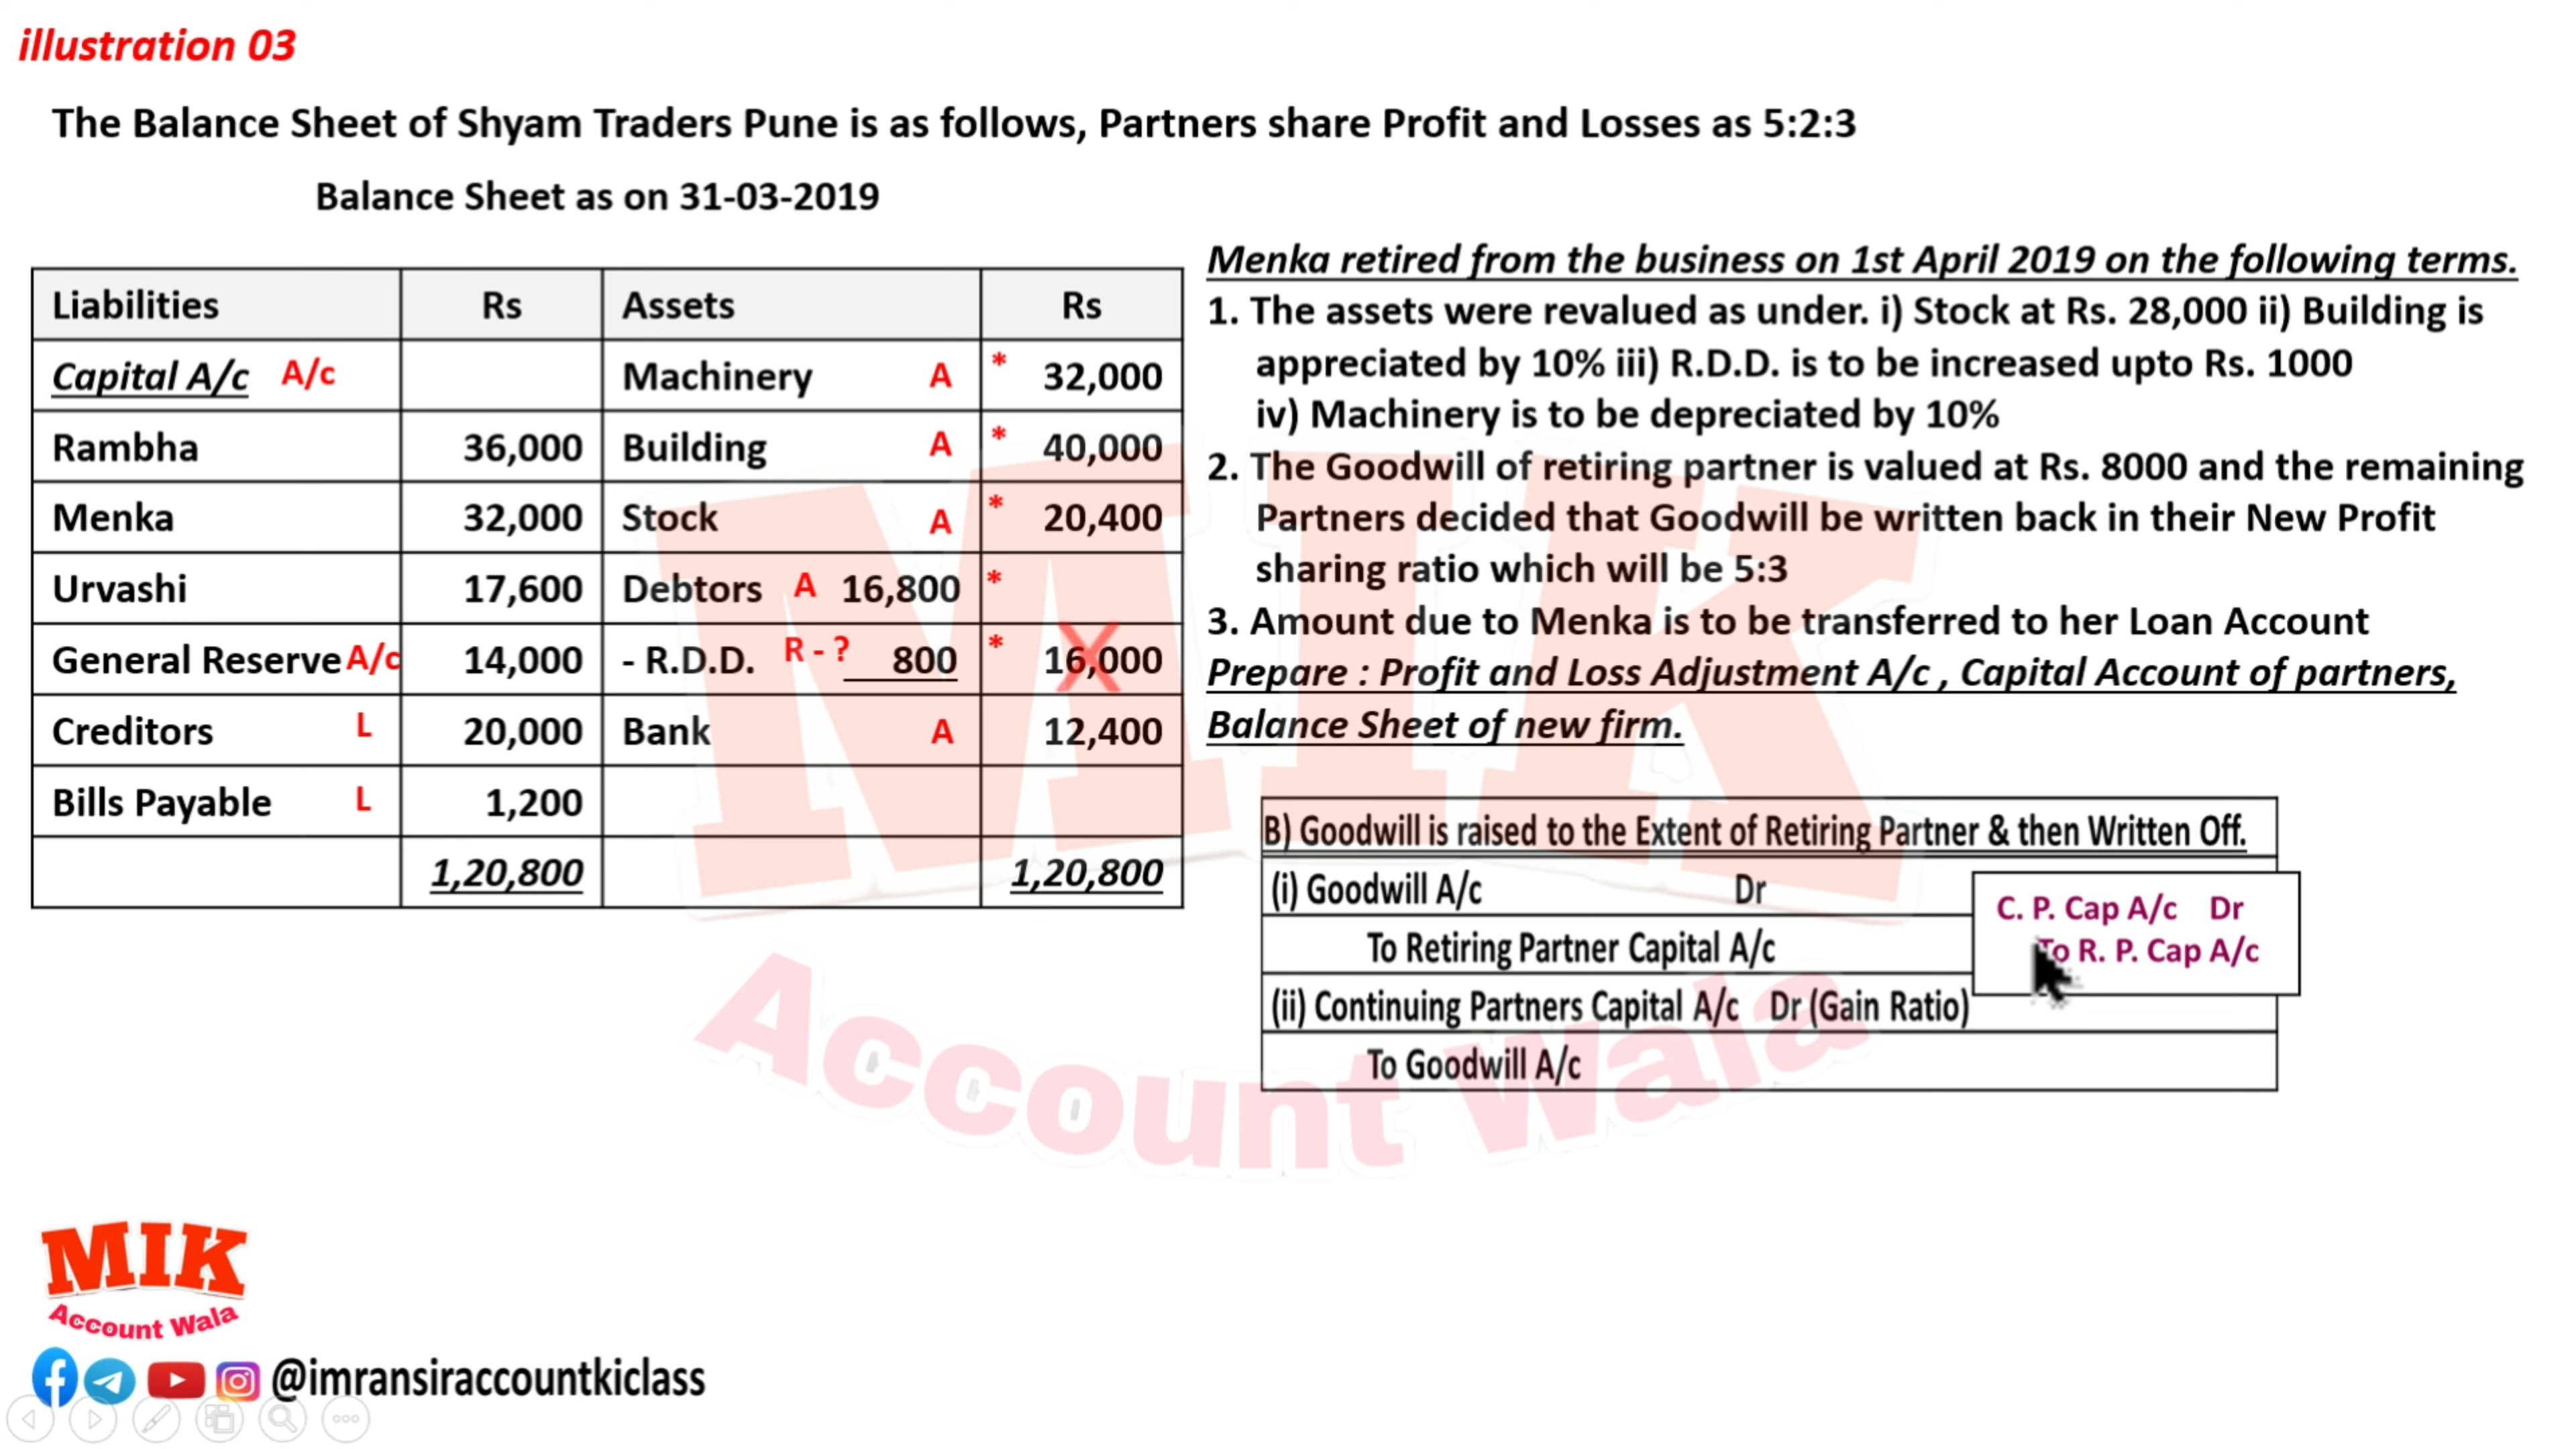 illustration 03
The Balance Sheet of Shyam Traders Pune is as follows, Partners share Profit and Losses as 5:2:3
Balance Sheet as on 31-03-2019
Liabilities Rs Assets Rs
Capital A/c A/c Machinery A * 32,000
Rambha 36,000 Building A * 40,000
Menka 32,000 Stock A * 20,400
Urvashi 17,600 Debtors A 16,800 *
General Reserve A/c 14,000 - R.D.D. R - ? 800 * 16,000
Creditors L 20,000 Bank A 12,400
Bills Payable L 1,200
1,20,800 1,20,800
Menka retired from the business on 1st April 2019 on the following terms.
1. The assets were revalued as under. i) Stock at Rs. 28,000 ii) Building is
appreciated by 10% iii) R.D.D. is to be increased upto Rs. 1000
iv) Machinery is to be depreciated by 10%
2. The Goodwill of retiring partner is valued at Rs. 8000 and the remaining
Partners decided that Goodwill be written back in their New Profit
sharing ratio which will be 5:3
3. Amount due to Menka is to be transferred to her Loan Account
Prepare : Profit and Loss Adjustment A/c , Capital Account of partners,
Balance Sheet of new firm.
B) Goodwill is raised to the Extent of Retiring Partner & then Written Off.
(i) Goodwill A/c Dr
To Retiring Partner Capital A/c
(ii) Continuing Partners Capital A/c Dr (Gain Ratio)
To Goodwill A/c
C. P. Cap A/c Dr
To R. P. Cap A/c
MIK
Account Wala
MIK
Account Wala
@imransiraccountkiclass